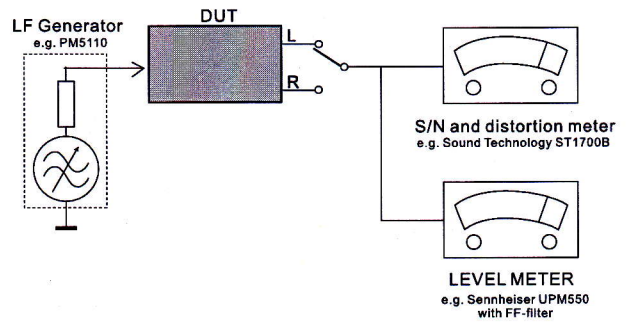 LF Generator
e.g. PM5110
DUT
L
R
S/N and distortion meter
e.g. Sound Technology ST1700B
LEVEL METER
e.g. Sennheiser UPM550
with FF-filter